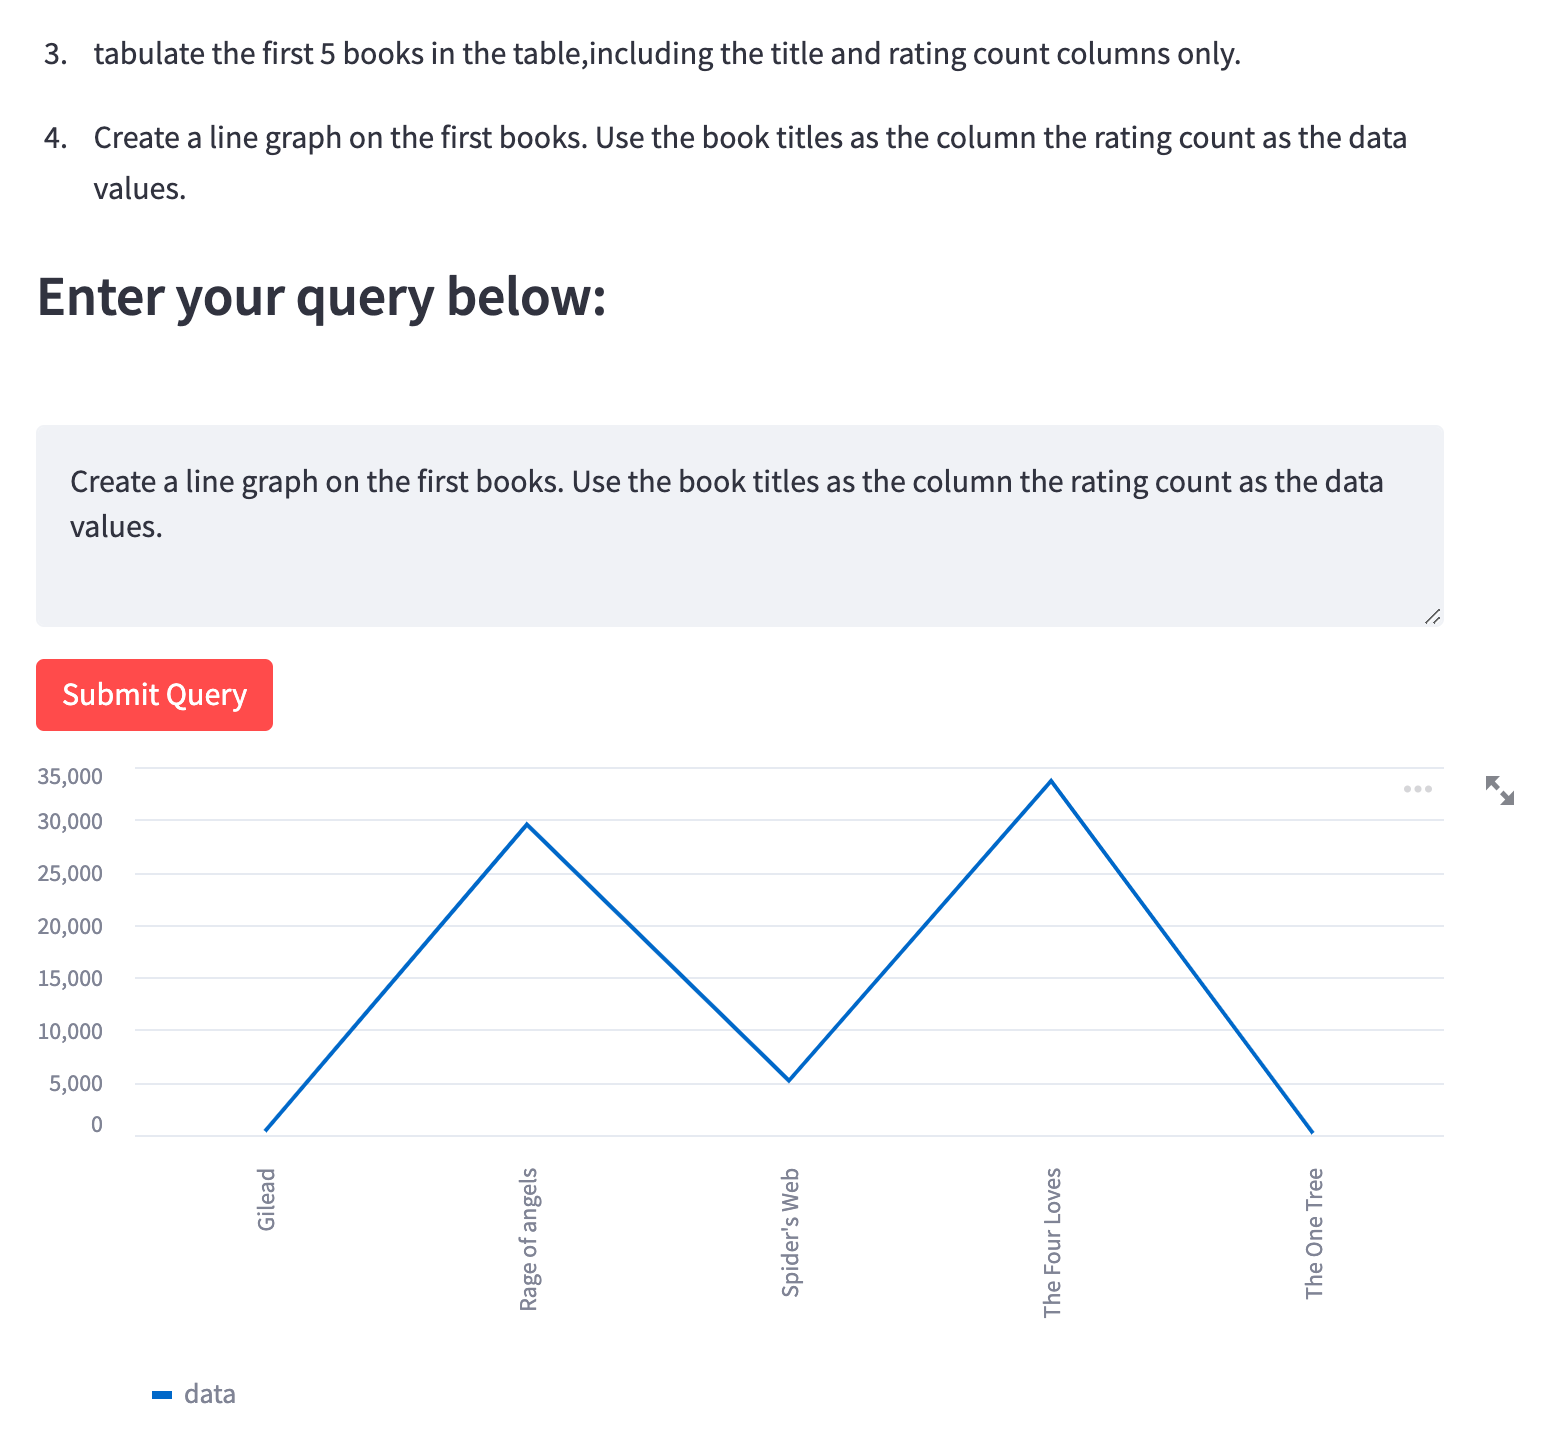 3. tabulate the first 5 books in the table,including the title and rating count columns only.
4. Create a line graph on the first books. Use the book titles as the column the rating count as the data
values.
Enter your query below:
Create a line graph on the first books. Use the book titles as the column the rating count as the data
values.
Submit Query
35,000
30,000
25,000
20,000
15,000
10,000
5,000
0
Gilead
Rage of angels
Spider's Web
The Four Loves
The One Tree
data